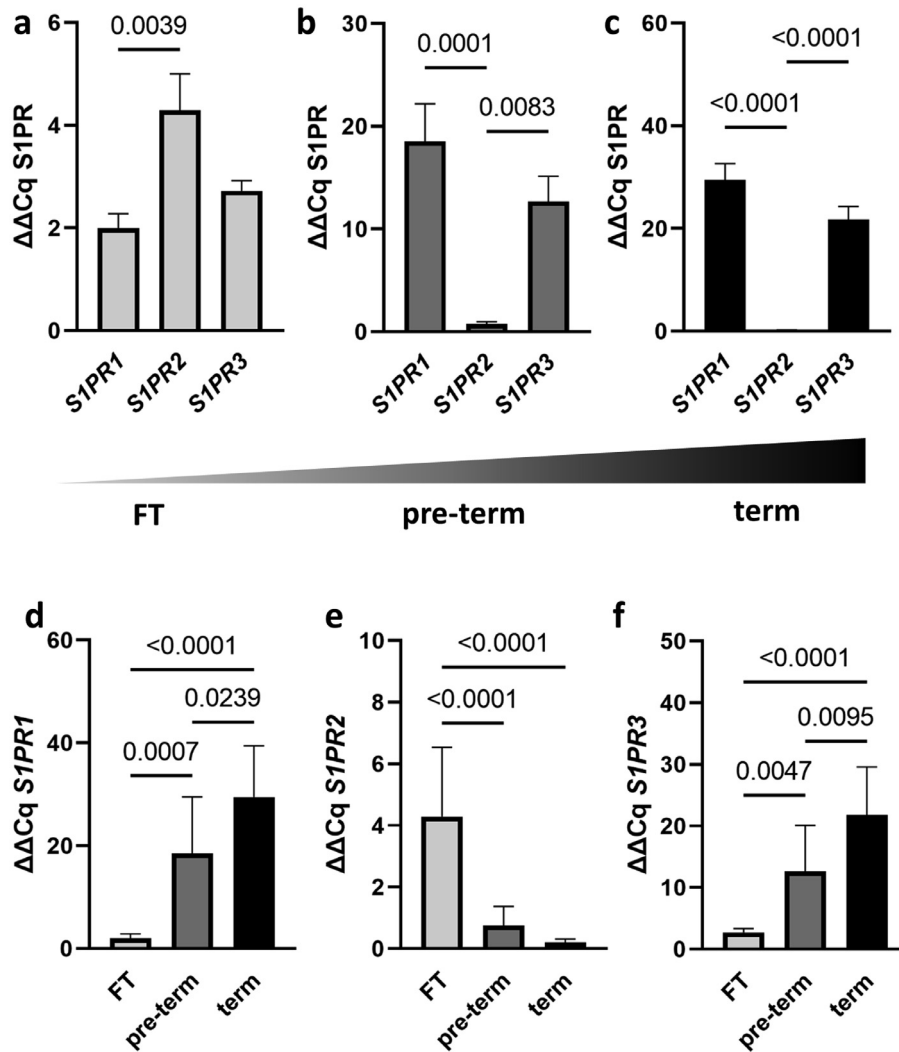 a
0.0039
ΔΔCq S1PR
6
4
2
0
S1PR1
S1PR2
S1PR3
b
0.0001
0.0083
ΔΔCq S1PR
30
20
10
0
S1PR1
S1PR2
S1PR3
c
<0.0001
<0.0001
ΔΔCq S1PR
60
40
20
0
S1PR1
S1PR2
S1PR3
FT
pre-term
term
d
<0.0001
0.0239
0.0007
ΔΔCq S1PR1
60
40
20
0
FT
pre-term
term
e
<0.0001
<0.0001
ΔΔCq S1PR2
10
8
6
4
2
0
FT
pre-term
term
f
<0.0001
0.0095
0.0047
ΔΔCq S1PR3
50
40
30
20
10
0
FT
pre-term
term